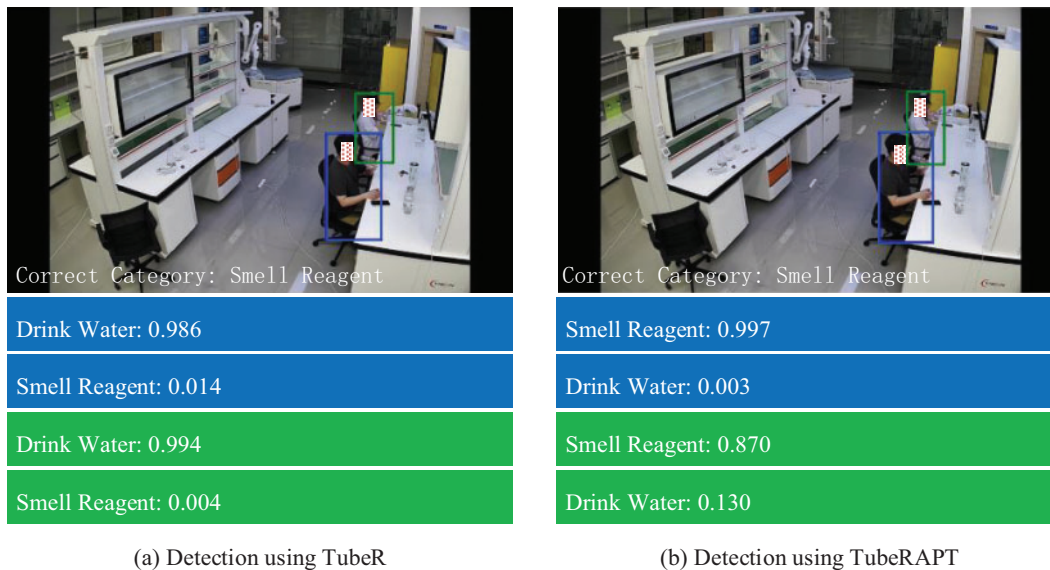 Correct Category: Smell Reagent
Drink Water: 0.986
Smell Reagent: 0.014
Drink Water: 0.994
Smell Reagent: 0.004
(a) Detection using TubeR
Correct Category: Smell Reagent
Smell Reagent: 0.997
Drink Water: 0.003
Smell Reagent: 0.870
Drink Water: 0.130
(b) Detection using TubeRAPT